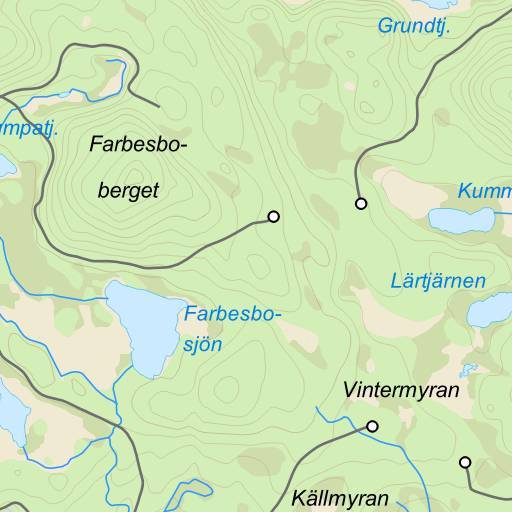 Grundtj.
mpatj.
Farbesbo-
berget
Kumm
Lärtjärnen
Farbesbo-
sjön
Vintermyran
Källmyran